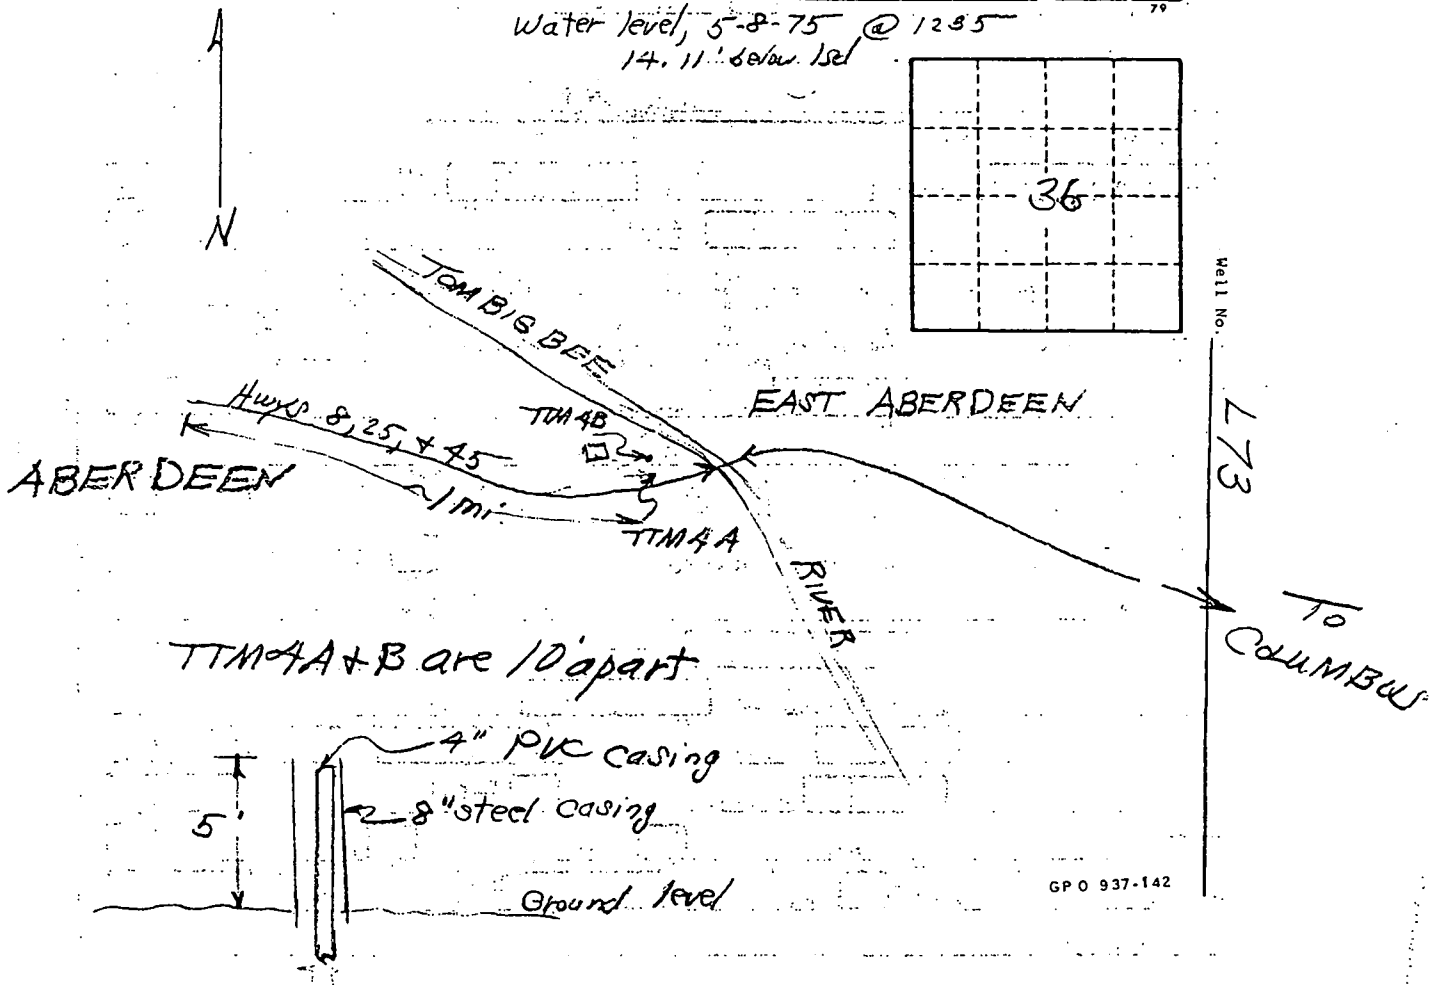 79
Water level, 5-8-75 @ 1235
14.11' below lsd
N
36
Well No.
L73
TOMBIGBEE
RIVER
Hwys 8, 25, + 45
TTM4B
EAST ABERDEEN
ABERDEEN
~1 mi.
TTM4A
To
COLUMBUS
TTM4A+B are 10' apart
4" PVC casing
8" steel casing
5'
Ground level
GPO 937-142